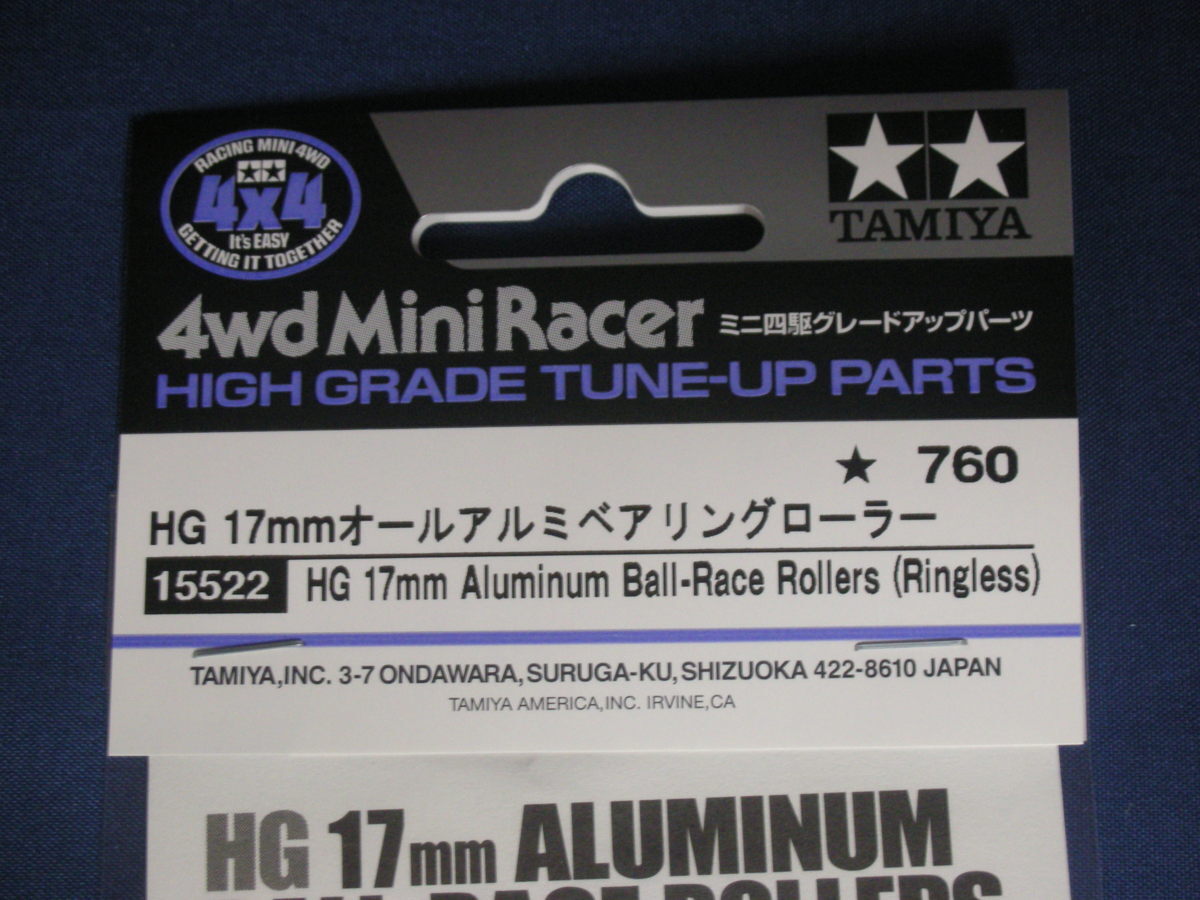 RACING MINI 4WD
4x4
It's EASY
GETTING IT TOGETHER
TAMIYA
4wd Mini Racer ミニ四駆グレードアップパーツ
HIGH GRADE TUNE-UP PARTS
★ 760
HG 17mmオールアルミベアリングローラー
15522 HG 17mm Aluminum Ball-Race Rollers (Ringless)
TAMIYA,INC. 3-7 ONDAWARA,SURUGA-KU,SHIZUOKA 422-8610 JAPAN
TAMIYA AMERICA,INC. IRVINE,CA
HG 17mm ALUMINUM
BALL-RACE ROLLERS